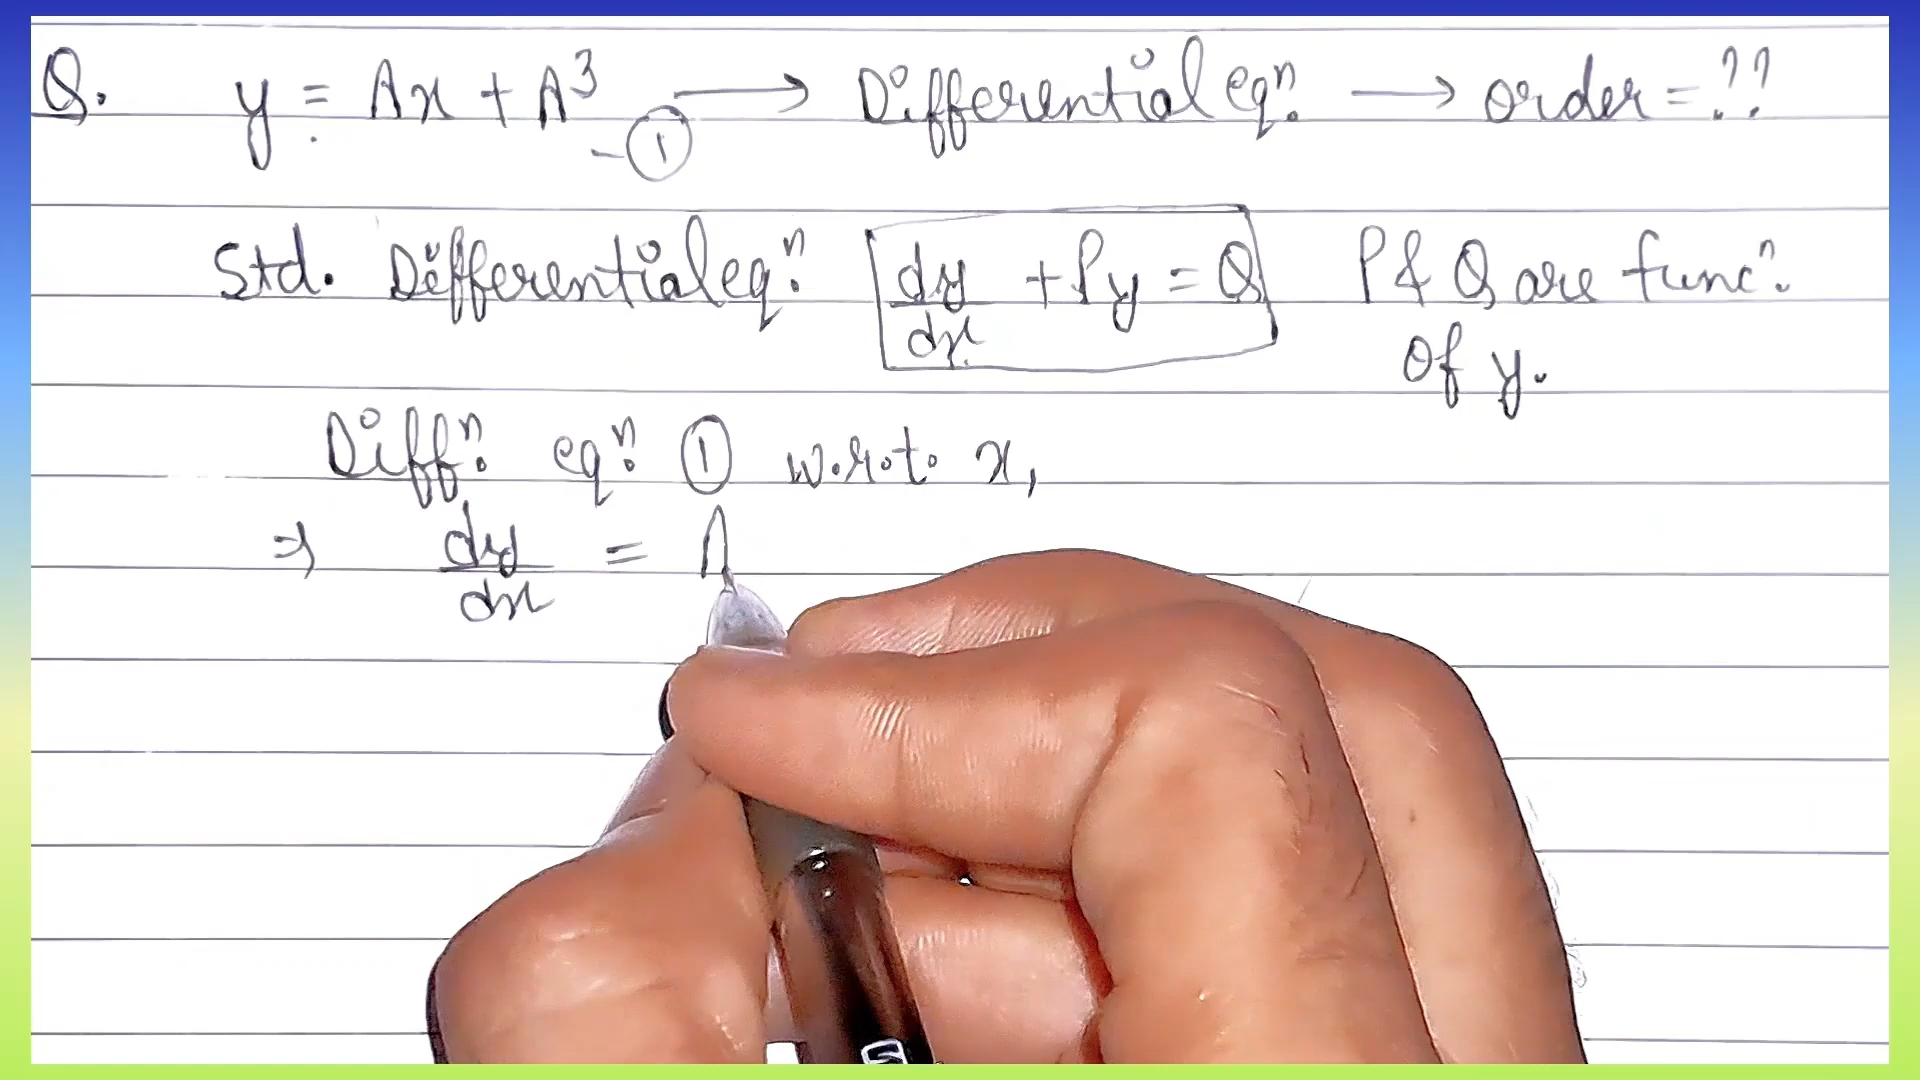 Q. y = Ax + A³ - ① → Differential eqⁿ. → order = ??
Std. Differential eqⁿ. dy/dx + Py = Q P & Q are funcⁿ.
of y.
Diffⁿ. eqⁿ. ① w.r.t. x,
⇒ dy/dx = A